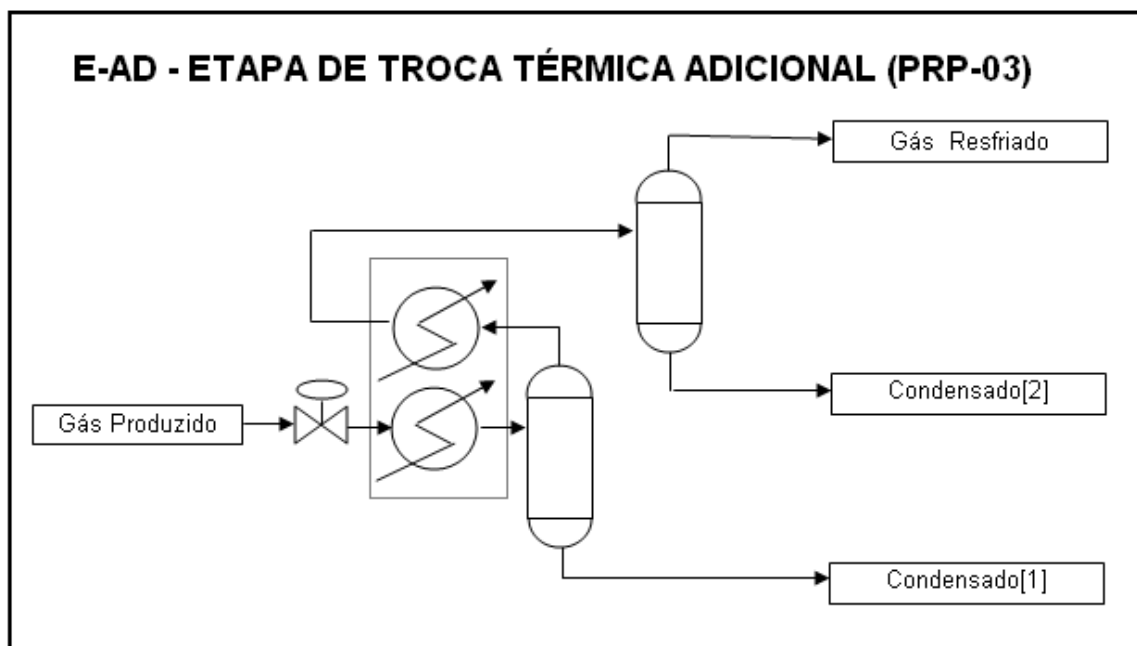 E-AD - ETAPA DE TROCA TÉRMICA ADICIONAL (PRP-03)
Gás Resfriado
Condensado[2]
Gás Produzido
Condensado[1]